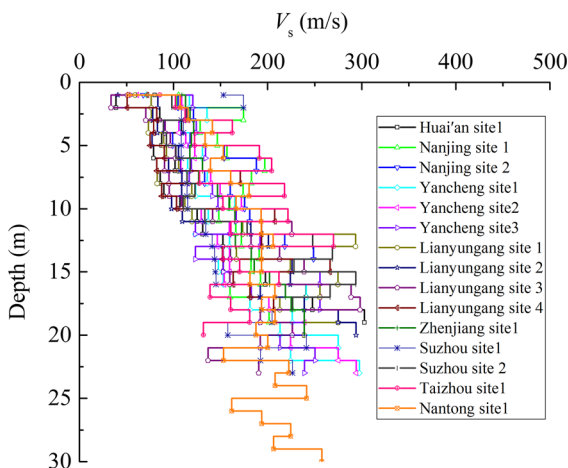 Vs (m/s)
0 100 200 300 400 500
Depth (m)
0
5
10
15
20
25
30
Huai'an site1
Nanjing site 1
Nanjing site 2
Yancheng site1
Yancheng site2
Yancheng site3
Lianyungang site 1
Lianyungang site 2
Lianyungang site 3
Lianyungang site 4
Zhenjiang site1
Suzhou site1
Suzhou site 2
Taizhou site1
Nantong site1